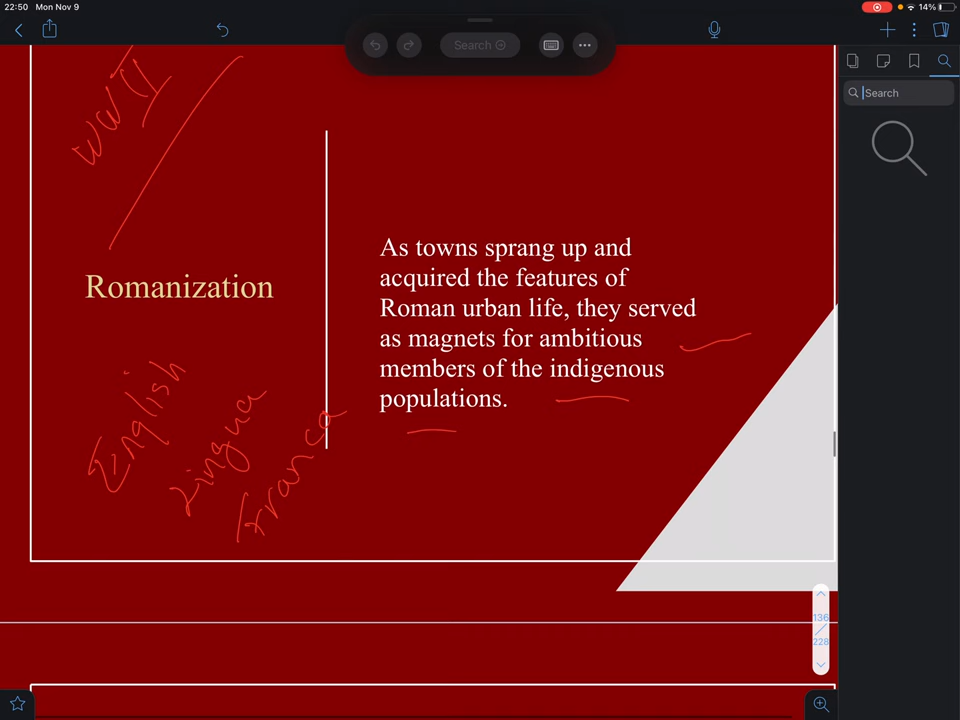 22:50 Mon Nov 9
14%
Search
Search
WWII
Romanization
As towns sprang up and
acquired the features of
Roman urban life, they served
as magnets for ambitious
members of the indigenous
populations.
English
Lingua
Franca
136
228